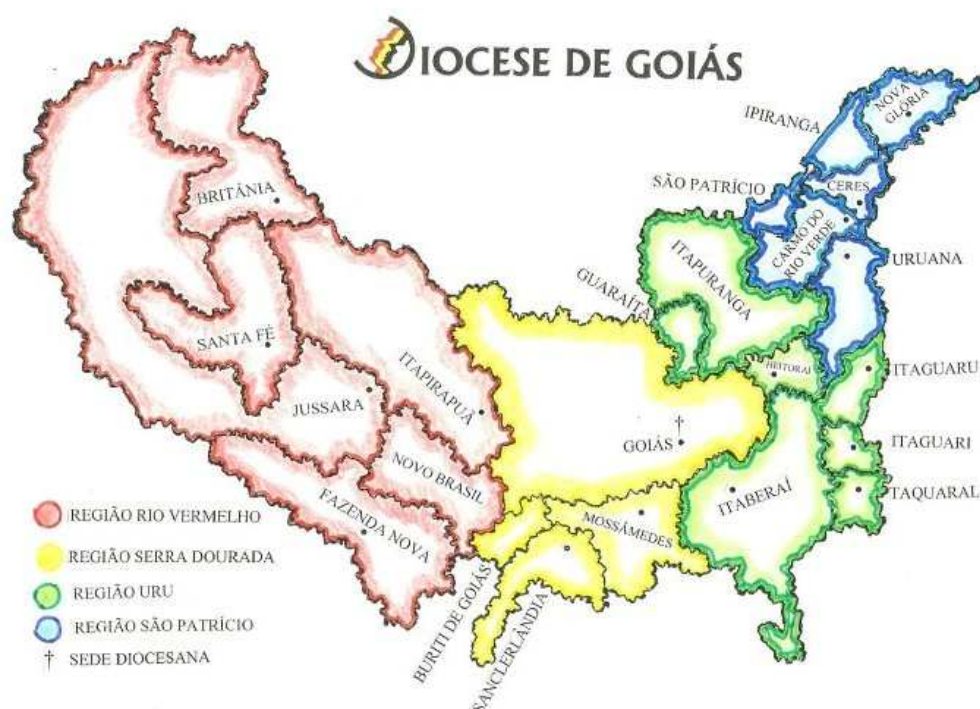 DIOCESE DE GOIÁS
IPIRANGA
NOVA
GLÓRIA
SÃO PATRÍCIO
CERES
BRITÂNIA
CARMO DO
RIO VERDE
ITAPURANGA
URUANA
GUARAÍTA
SANTA FÉ
ITAPIRAPUÃ
HEITORAI
ITAGUARU
JUSSARA
GOIÁS
ITAGUARI
NOVO BRASIL
FAZENDA NOVA
ITABERAÍ
TAQUARAL
MOSSÁMEDES
BURITI DE GOIÁS
SANCLERLÂNDIA
REGIÃO RIO VERMELHO
REGIÃO SERRA DOURADA
REGIÃO URU
REGIÃO SÃO PATRÍCIO
† SEDE DIOCESANA